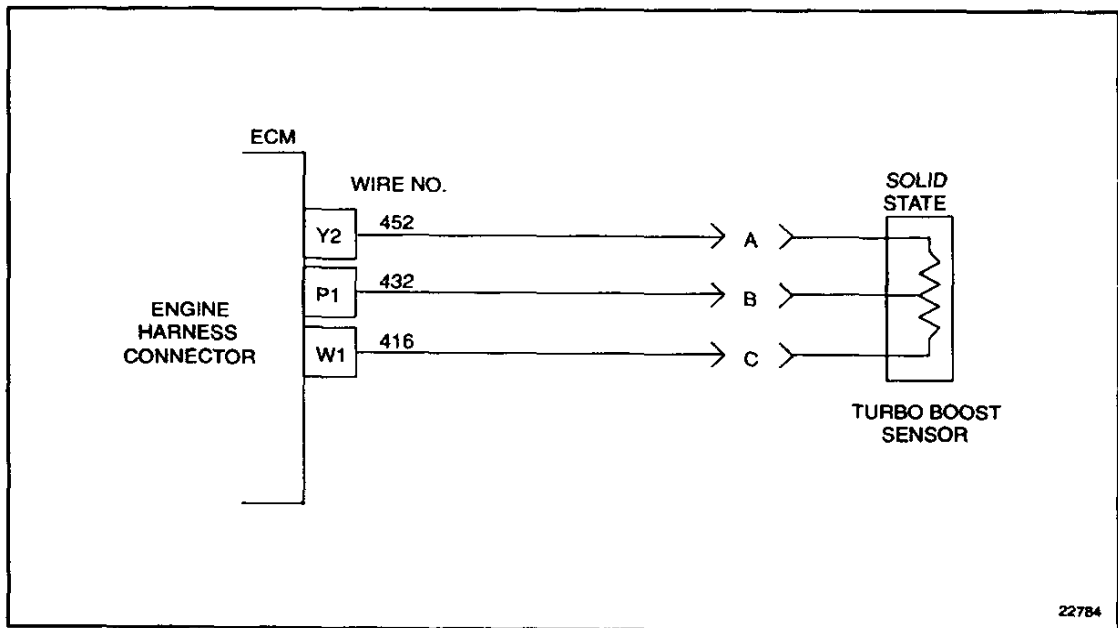 ECM
WIRE NO.
SOLID
STATE
Y2 452 A
P1 432 B
W1 416 C
ENGINE
HARNESS
CONNECTOR
TURBO BOOST
SENSOR
22784